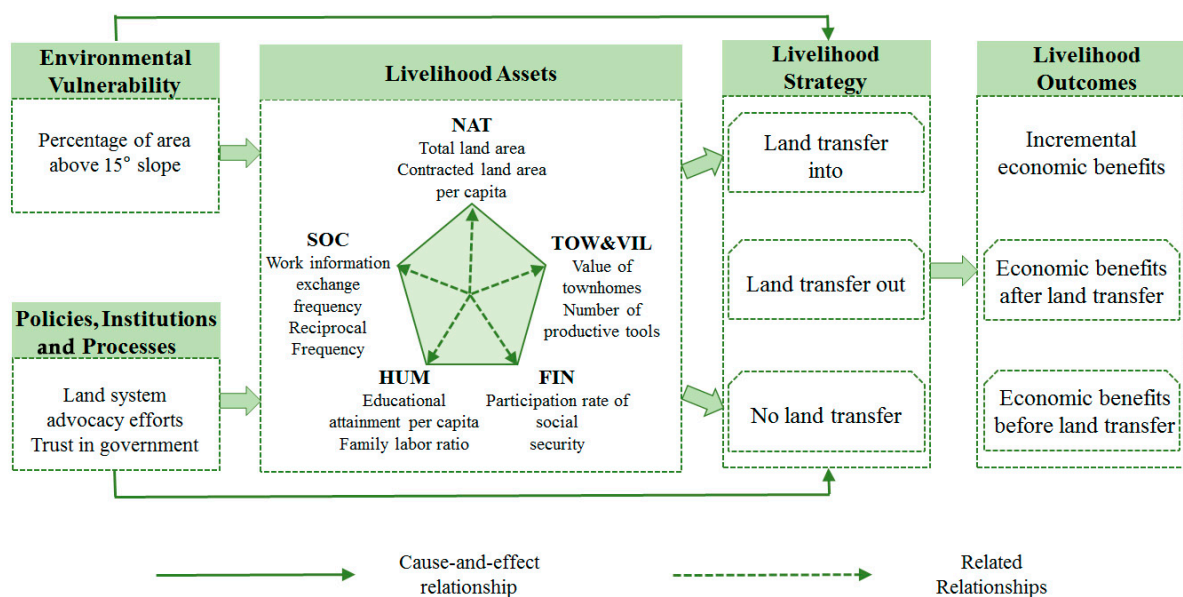 Environmental
Vulnerability
Percentage of area
above 15° slope
Policies, Institutions
and Processes
Land system
advocacy efforts
Trust in government
Livelihood Assets
NAT
Total land area
Contracted land area
per capita
SOC
Work information
exchange
frequency
Reciprocal
Frequency
TOW&VIL
Value of
townhomes
Number of
productive tools
HUM
Educational
attainment per capita
Family labor ratio
FIN
Participation rate of
social
security
Livelihood
Strategy
Land transfer
into
Land transfer out
No land transfer
Livelihood
Outcomes
Incremental
economic benefits
Economic benefits
after land transfer
Economic benefits
before land transfer
Cause-and-effect
relationship
Related
Relationships